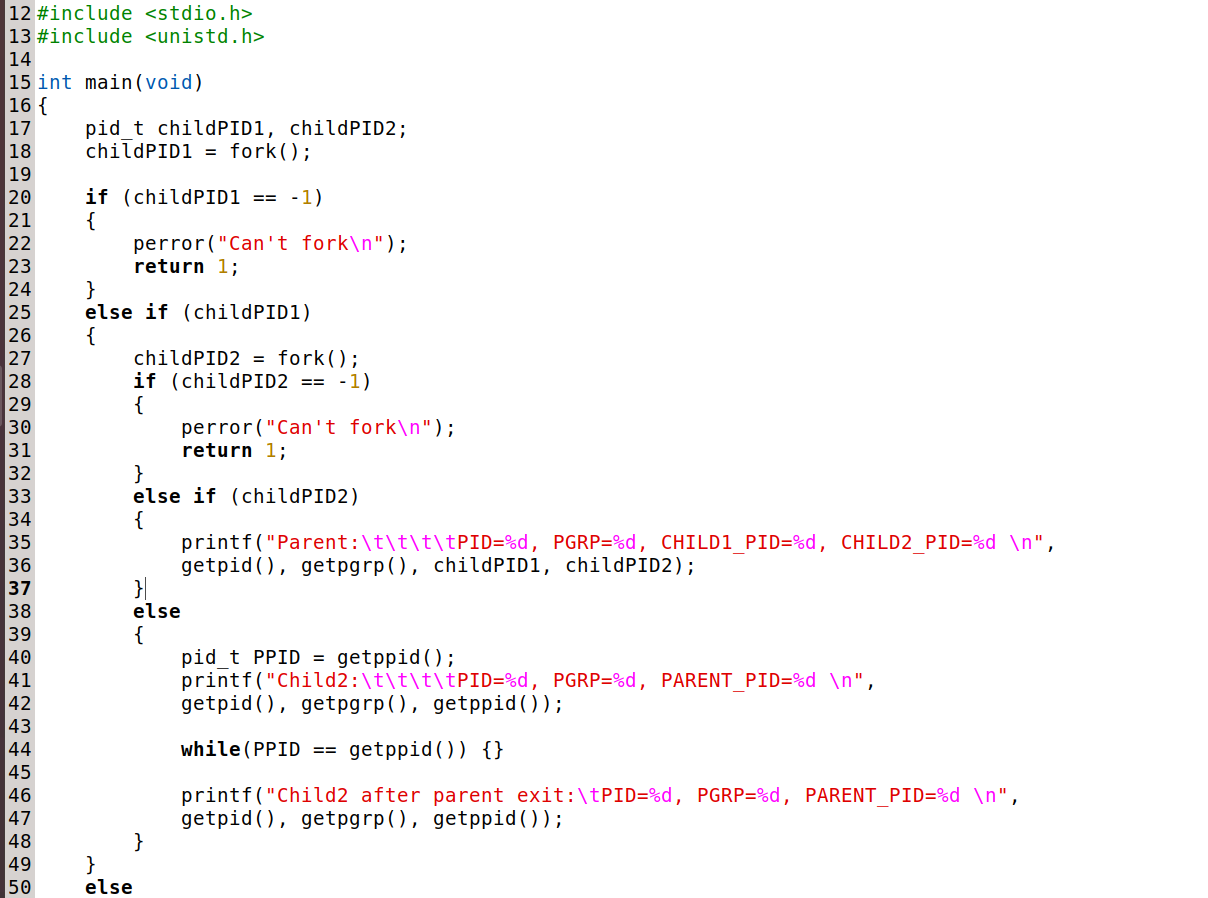 12 #include <stdio.h>
13 #include <unistd.h>
14
15 int main(void)
16 {
17     pid_t childPID1, childPID2;
18     childPID1 = fork();
19
20     if (childPID1 == -1)
21     {
22         perror("Can't fork\n");
23         return 1;
24     }
25     else if (childPID1)
26     {
27         childPID2 = fork();
28         if (childPID2 == -1)
29         {
30             perror("Can't fork\n");
31             return 1;
32         }
33         else if (childPID2)
34         {
35             printf("Parent:\t\t\t\tPID=%d, PGRP=%d, CHILD1_PID=%d, CHILD2_PID=%d \n",
36             getpid(), getpgrp(), childPID1, childPID2);
37         }
38         else
39         {
40             pid_t PPID = getppid();
41             printf("Child2:\t\t\t\tPID=%d, PGRP=%d, PARENT_PID=%d \n",
42             getpid(), getpgrp(), getppid());
43
44             while(PPID == getppid()) {}
45
46             printf("Child2 after parent exit:\tPID=%d, PGRP=%d, PARENT_PID=%d \n",
47             getpid(), getpgrp(), getppid());
48         }
49     }
50     else